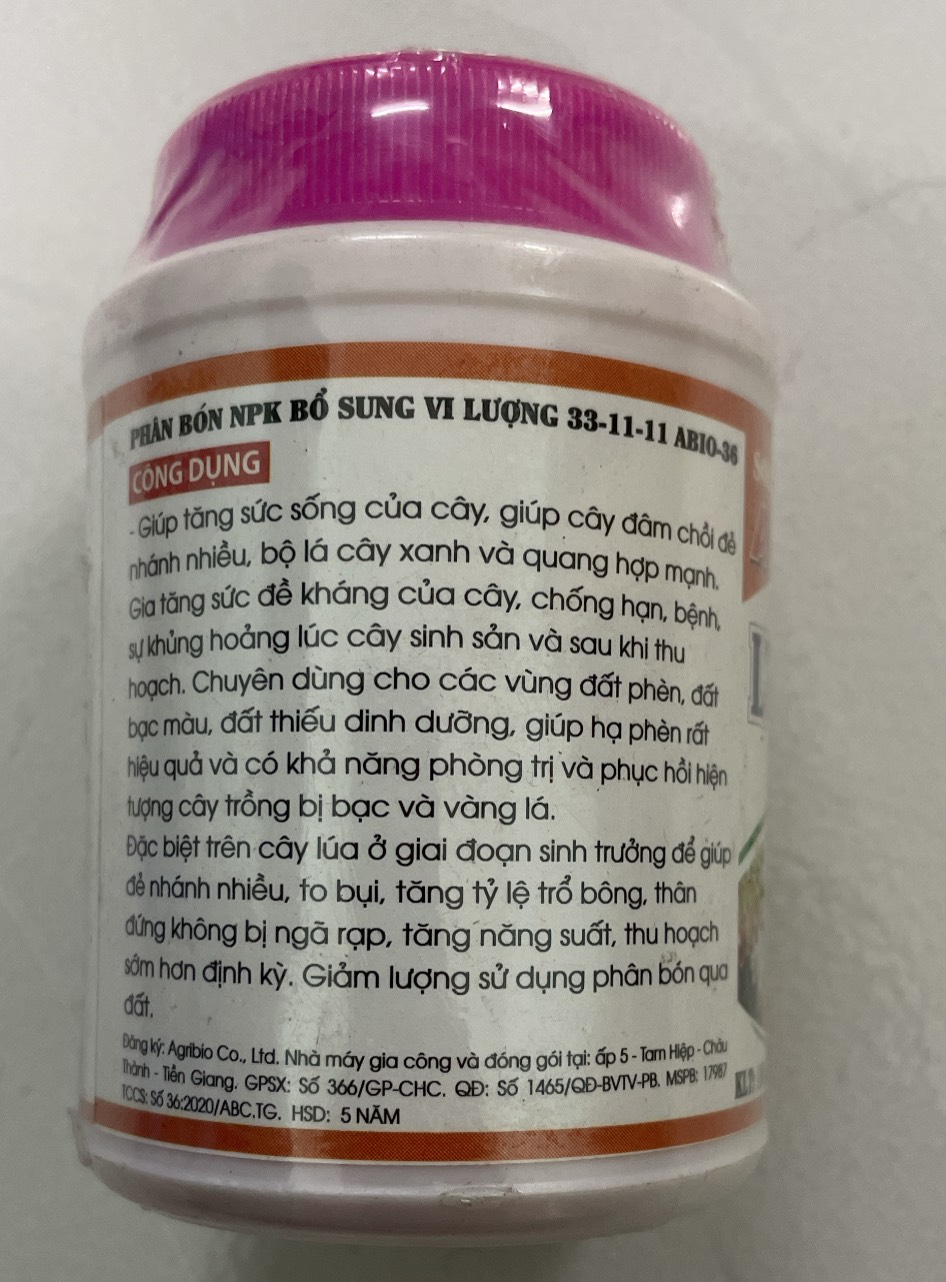 PHÂN BÓN NPK BỔ SUNG VI LƯỢNG 33-11-11 ABIO-36
CÔNG DỤNG
- Giúp tăng sức sống của cây, giúp cây đâm chồi đẻ
nhánh nhiều, bộ lá cây xanh và quang hợp mạnh.
Gia tăng sức đề kháng của cây, chống hạn, bệnh,
sự khủng hoảng lúc cây sinh sản và sau khi thu
hoạch. Chuyên dùng cho các vùng đất phèn, đất
bạc màu, đất thiếu dinh dưỡng, giúp hạ phèn rất
hiệu quả và có khả năng phòng trị và phục hồi hiện
tượng cây trồng bị bạc và vàng lá.
Đặc biệt trên cây lúa ở giai đoạn sinh trưởng để giúp
đẻ nhánh nhiều, to bụi, tăng tỷ lệ trổ bông, thân
đứng không bị ngã rạp, tăng năng suất, thu hoạch
sớm hơn định kỳ. Giảm lượng sử dụng phân bón qua
đất.
Đăng ký: Agribio Co., Ltd. Nhà máy gia công và đóng gói tại: ấp 5 - Tam Hiệp - Châu
Thành - Tiền Giang. GPSX: Số 366/GP-CHC. QĐ: Số 1465/QĐ-BVTV-PB. MSPB: 17987
TCCS: Số 36:2020/ABC.TG. HSD: 5 NĂM